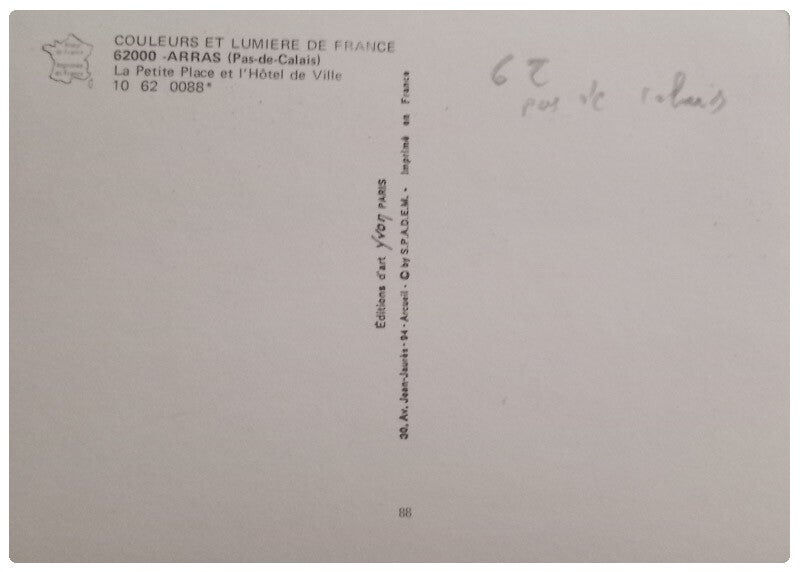 COULEURS ET LUMIERE DE FRANCE
62000 -ARRAS (Pas-de-Calais)
La Petite Place et l'Hôtel de Ville
10 62 0088*
62
pas de calais
Éditions d'art Yvon PARIS
30, Av. Jean-Jaurès - 94 - Arcueil - © by S.P.A.D.E.M. - Imprimé en France
88